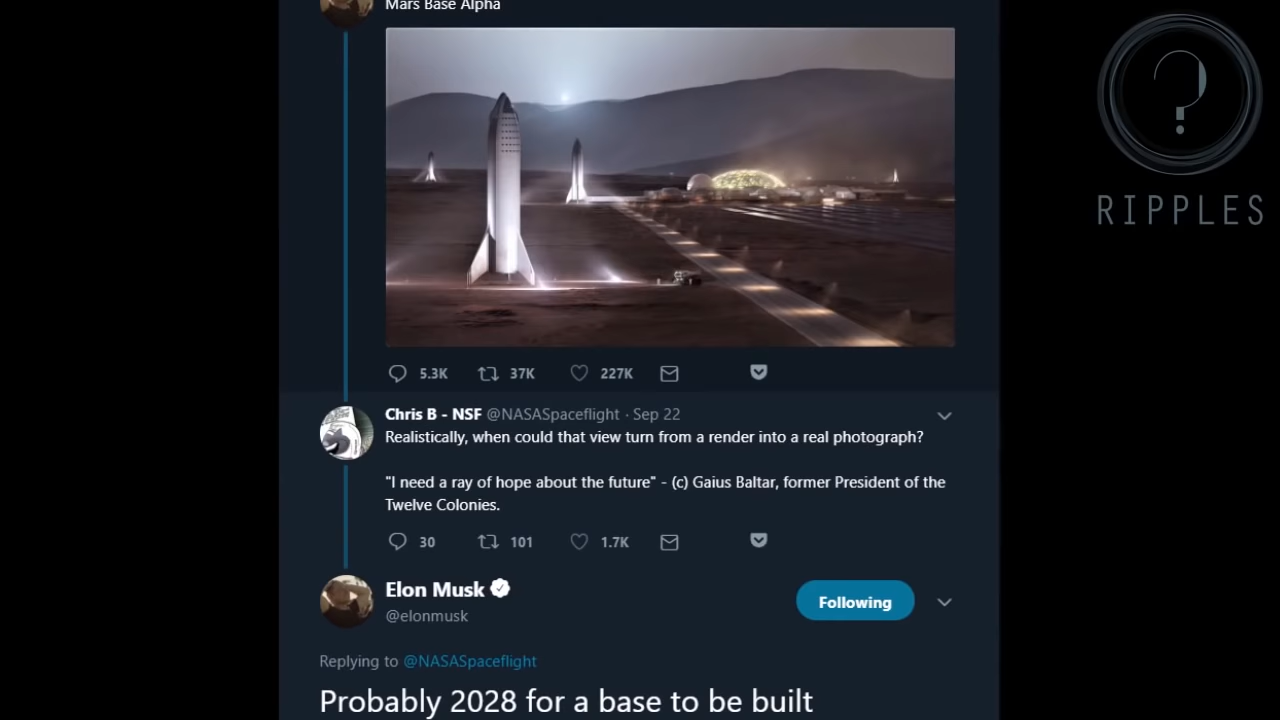 Mars Base Alpha
?
RIPPLES
5.3K 37K 227K
Chris B - NSF @NASASpaceflight · Sep 22
Realistically, when could that view turn from a render into a real photograph?
"I need a ray of hope about the future" - (c) Gaius Baltar, former President of the
Twelve Colonies.
30 101 1.7K
Elon Musk
@elonmusk
Following
Replying to @NASASpaceflight
Probably 2028 for a base to be built